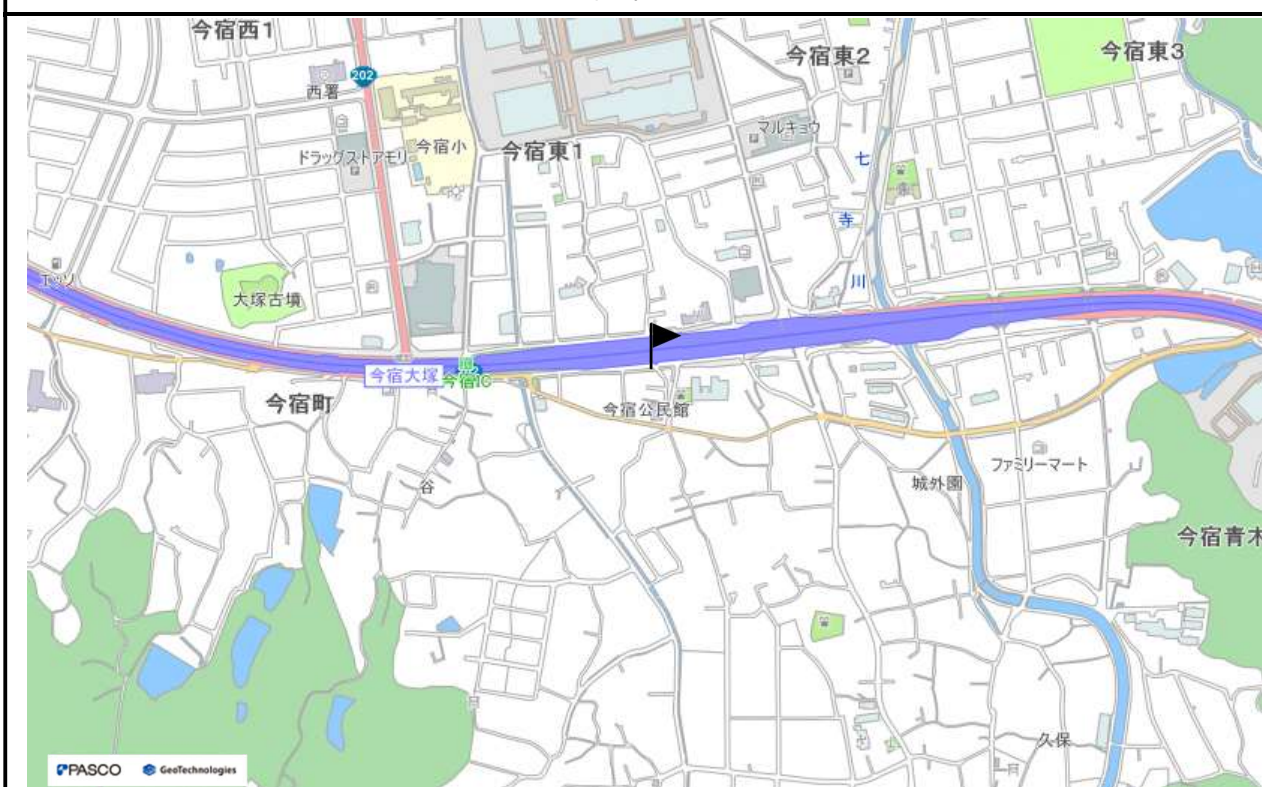 今宿西1
202
西署
今宿東2
今宿東3
マルキョウ
ドラッグストアモリ
今宿小
今宿東1
七
寺
川
エッソ
大塚古墳
今宿大塚
今宿IC
今宿町
今宿公民館
ファミリーマート
谷
城外園
今宿青木
久保
PASCO
GeoTechnologies